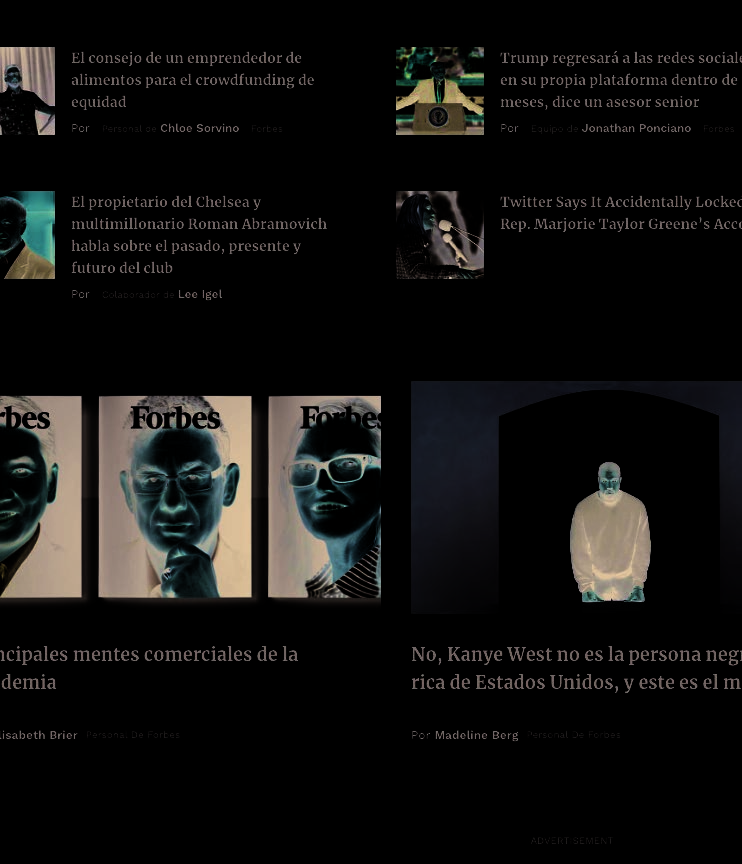 El consejo de un emprendedor de
alimentos para el crowdfunding de
equidad
Por Personal de Chloe Sorvino Forbes
Trump regresará a las redes sociale
en su propia plataforma dentro de
meses, dice un asesor senior
Por Equipo de Jonathan Ponciano Forbes
El propietario del Chelsea y
multimillonario Roman Abramovich
habla sobre el pasado, presente y
futuro del club
Por Colaborador de Lee Igel
Twitter Says It Accidentally Locked
Rep. Marjorie Taylor Greene's Acco
rbes
Forbes
Forbes
ncipales mentes comerciales de la
demia
lisabeth Brier Personal De Forbes
No, Kanye West no es la persona negr
rica de Estados Unidos, y este es el m
Por Madeline Berg Personal De Forbes
ADVERTISEMENT